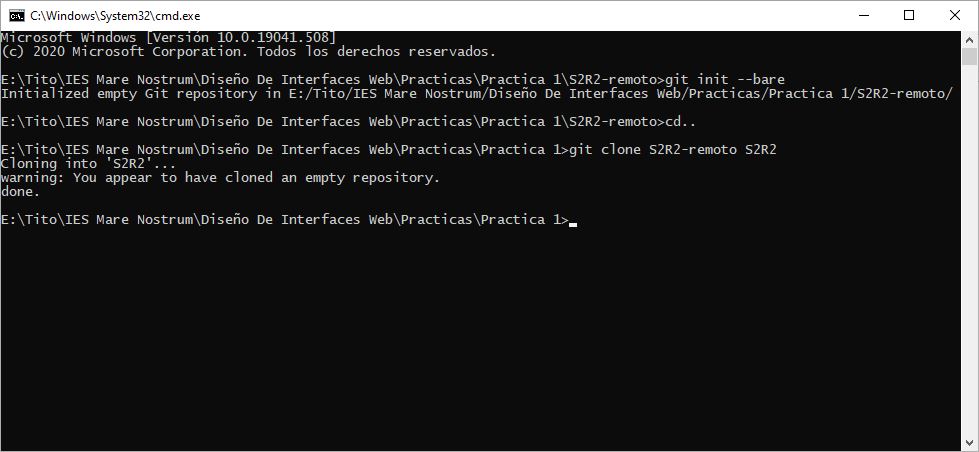 C:\Windows\System32\cmd.exe
Microsoft Windows [Versión 10.0.19041.508]
(c) 2020 Microsoft Corporation. Todos los derechos reservados.
E:\Tito\IES Mare Nostrum\Diseño De Interfaces Web\Practicas\Practica 1\S2R2-remoto>git init --bare
Initialized empty Git repository in E:/Tito/IES Mare Nostrum/Diseño De Interfaces Web/Practicas/Practica 1/S2R2-remoto/
E:\Tito\IES Mare Nostrum\Diseño De Interfaces Web\Practicas\Practica 1\S2R2-remoto>cd..
E:\Tito\IES Mare Nostrum\Diseño De Interfaces Web\Practicas\Practica 1>git clone S2R2-remoto S2R2
Cloning into 'S2R2'...
warning: You appear to have cloned an empty repository.
done.
E:\Tito\IES Mare Nostrum\Diseño De Interfaces Web\Practicas\Practica 1>